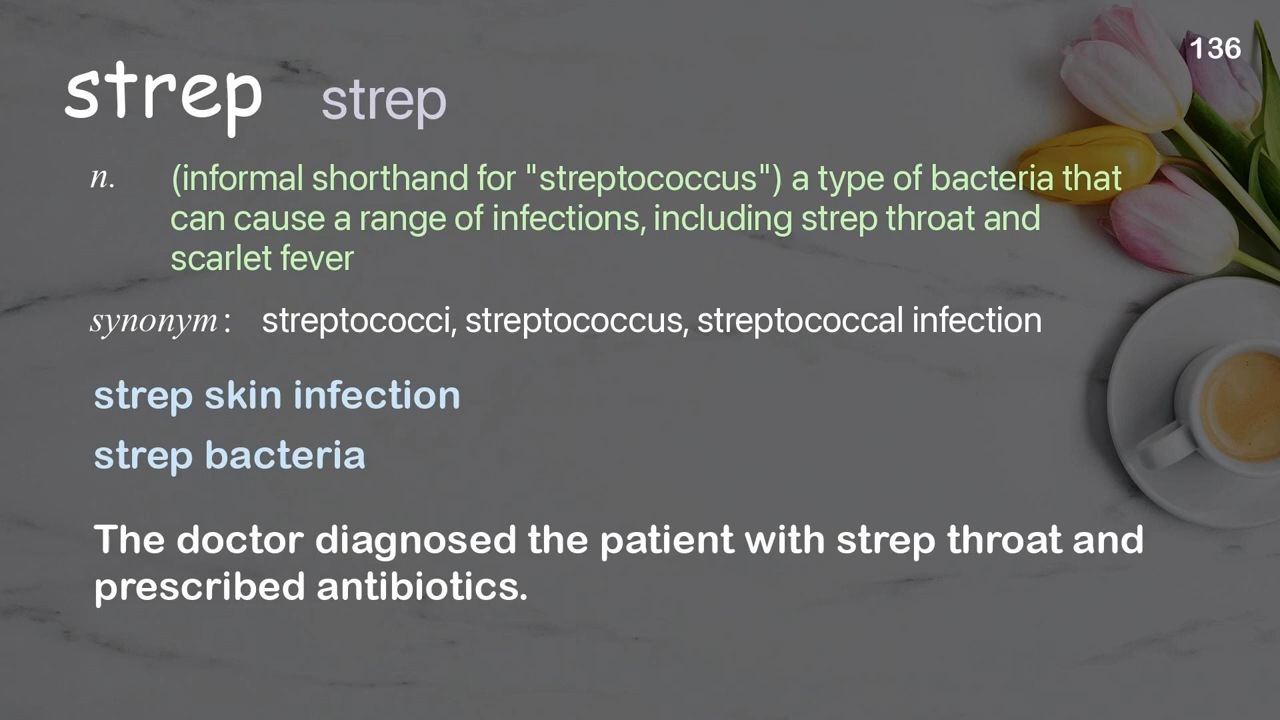 136
strep strep
n. (informal shorthand for "streptococcus") a type of bacteria that
can cause a range of infections, including strep throat and
scarlet fever
synonym: streptococci, streptococcus, streptococcal infection
strep skin infection
strep bacteria
The doctor diagnosed the patient with strep throat and
prescribed antibiotics.